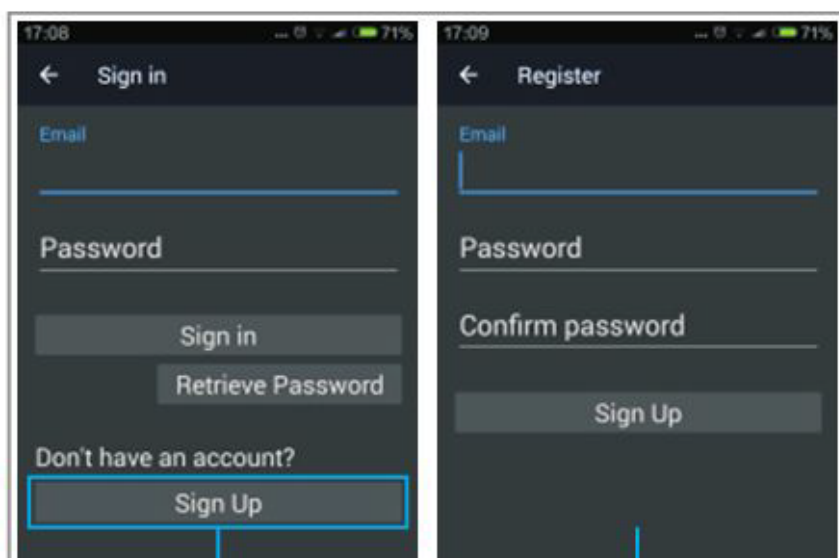 17:08 ... 71%
Sign in
Email
Password
Sign in
Retrieve Password
Don't have an account?
Sign Up
17:09 ... 71%
Register
Email
Password
Confirm password
Sign Up